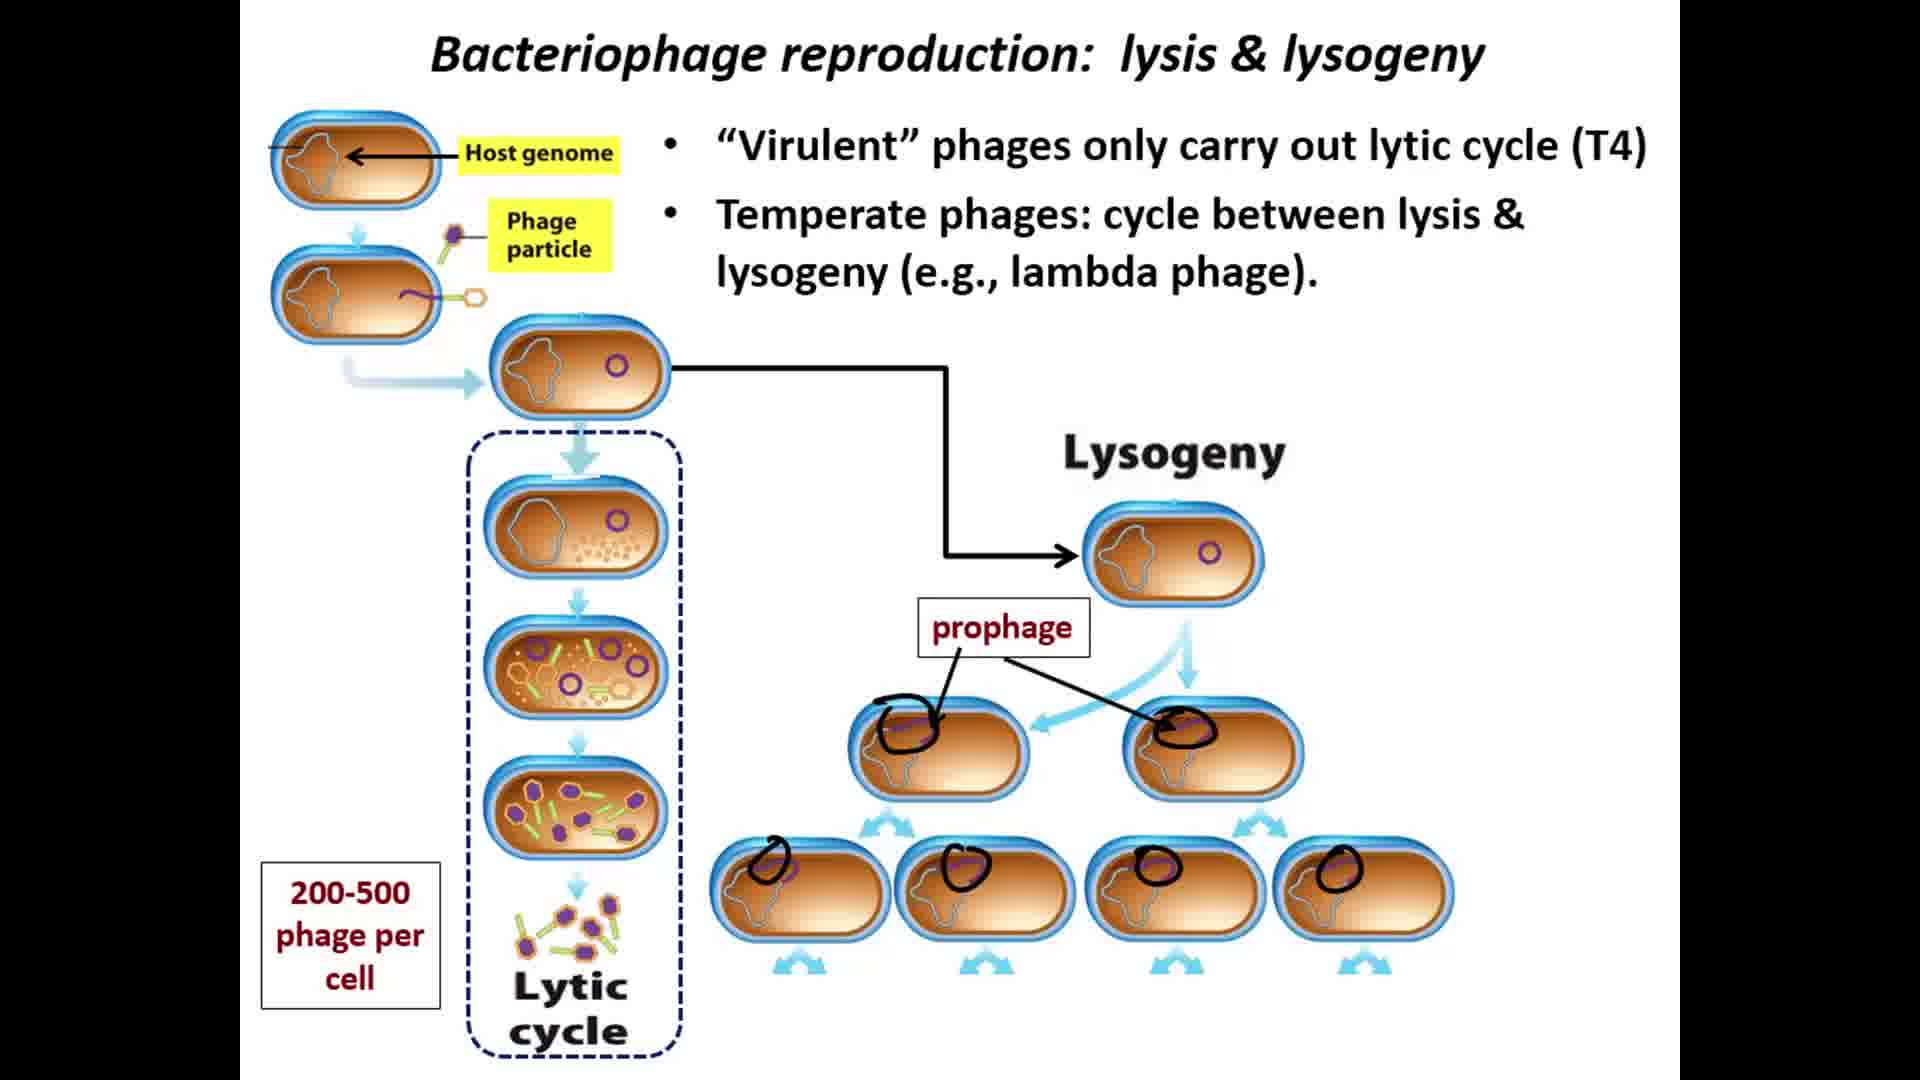 Bacteriophage reproduction: lysis & lysogeny
Host genome
Phage
particle
• “Virulent” phages only carry out lytic cycle (T4)
• Temperate phages: cycle between lysis &
lysogeny (e.g., lambda phage).
Lysogeny
prophage
200-500
phage per
cell
Lytic
cycle